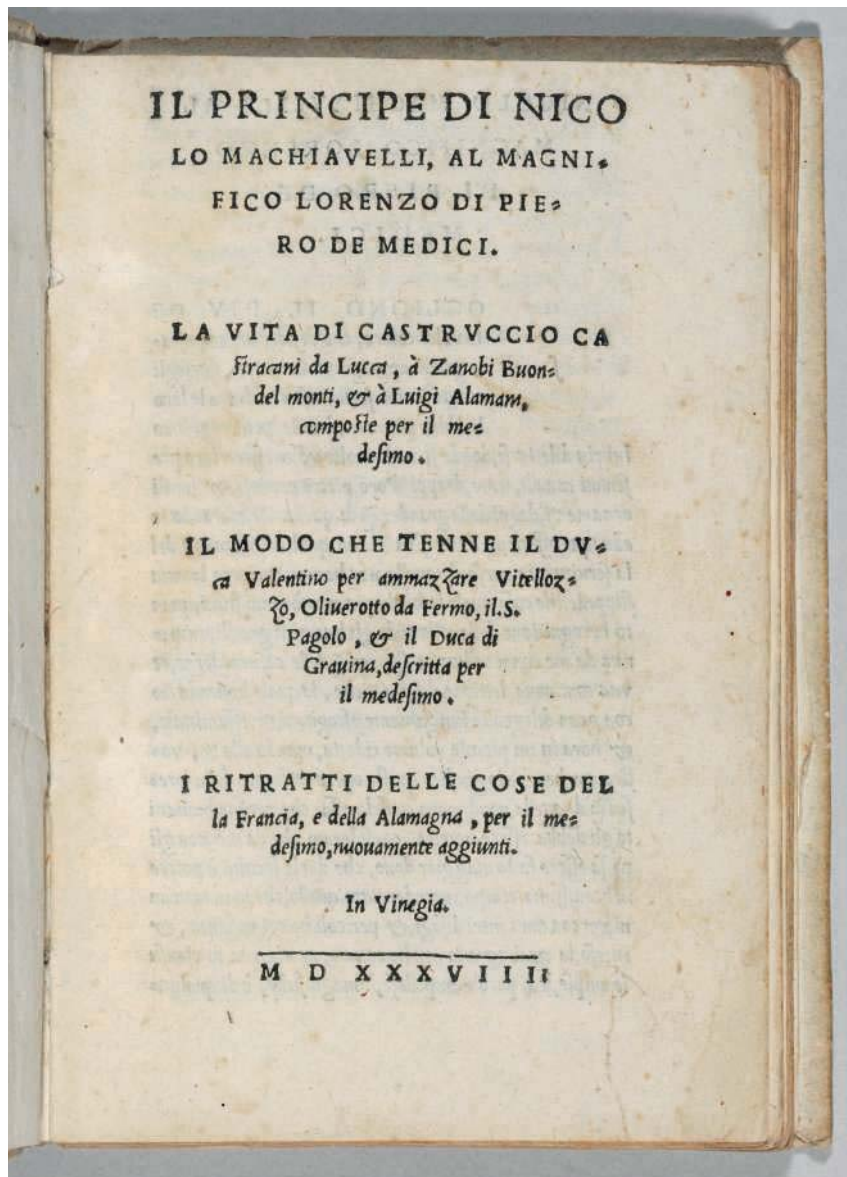 IL PRINCIPE DI NICO
LO MACHIAVELLI, AL MAGNI⸗
FICO LORENZO DI PIE⸗
RO DE MEDICI.
LA VITA DI CASTRVCCIO CA
ſtracani da Lucca, à Zanobi Buon⸗
del monti, & à Luigi Alamani,
compoſte per il me⸗
deſimo.
IL MODO CHE TENNE IL DV⸗
ca Valentino per ammazzare Vitelloz⸗
zo, Oliuerotto da Fermo, il.S.
Pagolo, & il Duca di
Grauina, deſcritta per
il medeſimo.
I RITRATTI DELLE COSE DEL
la Francia, e della Alamagna, per il me⸗
deſimo, nuouamente aggiunti.
In Vinegia.
M D XXXVIIII